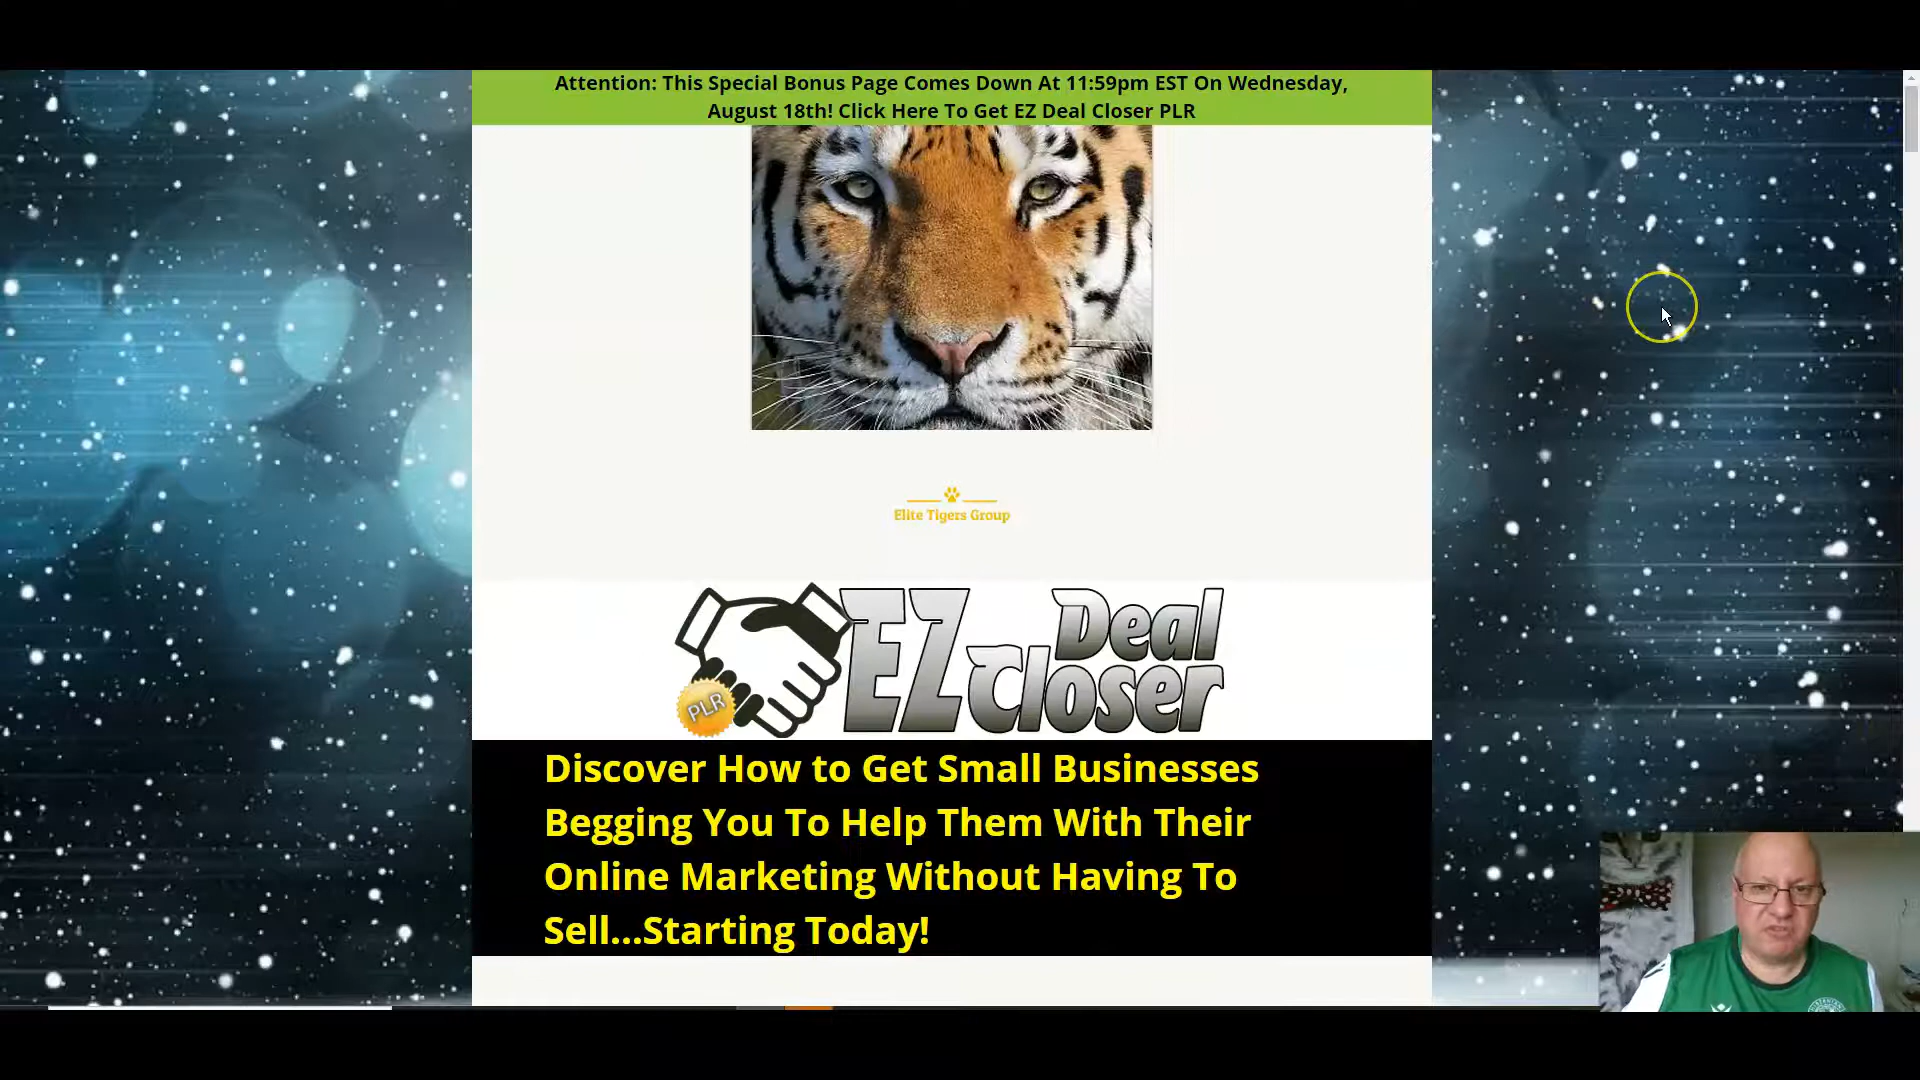 Attention: This Special Bonus Page Comes Down At 11:59pm EST On Wednesday,
August 18th! Click Here To Get EZ Deal Closer PLR
Elite Tigers Group
EZ Deal
Closer
PLR
Discover How to Get Small Businesses
Begging You To Help Them With Their
Online Marketing Without Having To
Sell...Starting Today!